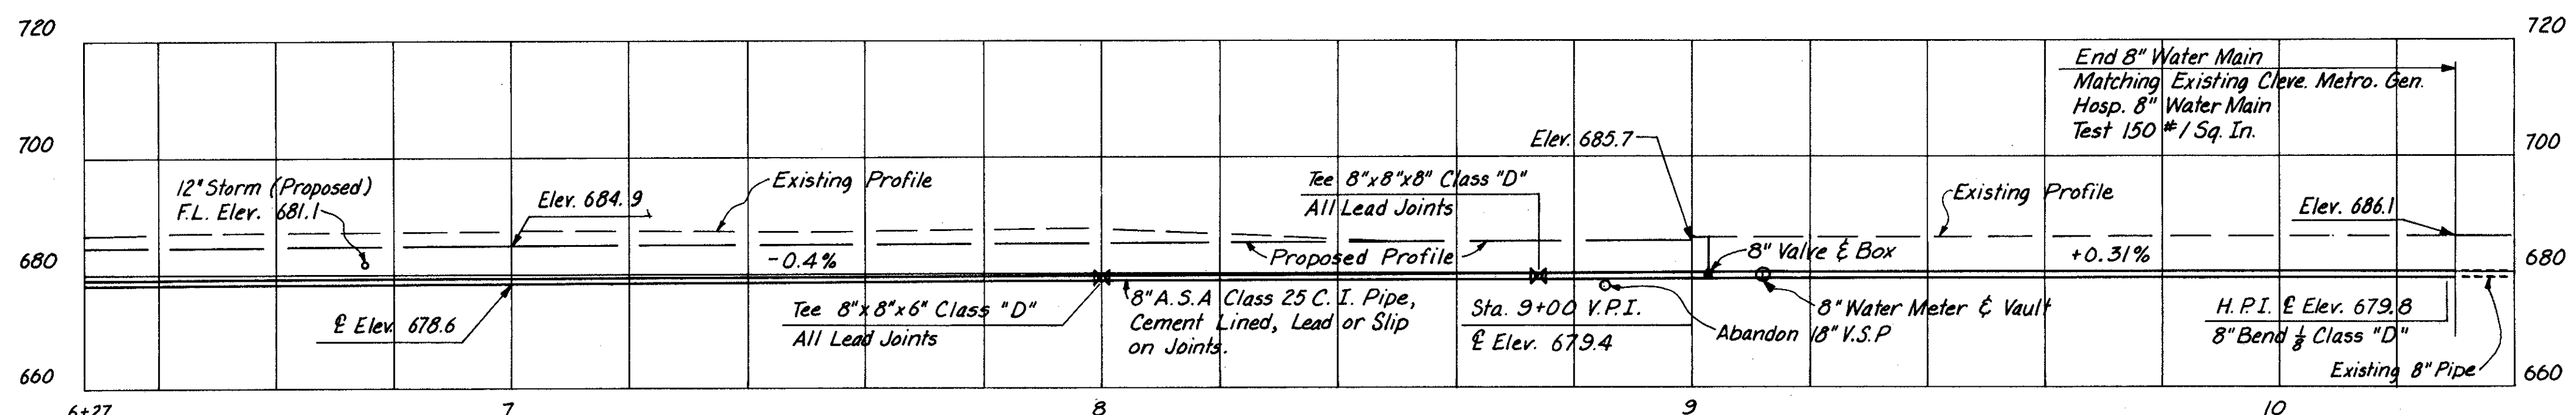 720
720
End 8" Water Main
Matching Existing Cleve. Metro. Gen.
Hosp. 8" Water Main
Test 150 #/Sq. In.
700
700
Elev. 685.7
12" Storm (Proposed)
F.L. Elev. 681.1
Elev. 684.9
Existing Profile
Tee 8"x8"x8" Class "D"
All Lead Joints
Existing Profile
Elev. 686.1
680
680
-0.4%
Proposed Profile
8" Valve & Box
+0.31%
℄ Elev. 678.6
Tee 8"x8"x6" Class "D"
All Lead Joints
8" A.S.A Class 25 C.I. Pipe,
Cement Lined, Lead or Slip
on Joints.
Sta. 9+00 V.P.I.
℄ Elev. 679.4
8" Water Meter & Vault
Abandon 18" V.S.P
H.P.I. ℄ Elev. 679.8
8" Bend ⅛ Class "D"
Existing 8" Pipe
660
660
6+27
7
8
9
10